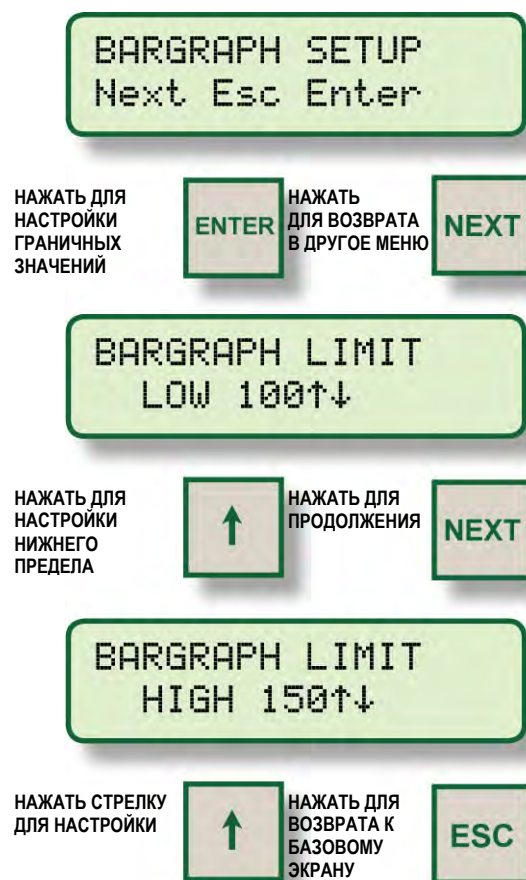 BARGRAPH SETUP
Next Esc Enter
НАЖАТЬ ДЛЯ
НАСТРОЙКИ
ГРАНИЧНЫХ
ЗНАЧЕНИЙ
ENTER
НАЖАТЬ
ДЛЯ ВОЗВРАТА
В ДРУГОЕ МЕНЮ
NEXT
BARGRAPH LIMIT
LOW 100↑↓
НАЖАТЬ ДЛЯ
НАСТРОЙКИ
НИЖНЕГО
ПРЕДЕЛА
↑
НАЖАТЬ ДЛЯ
ПРОДОЛЖЕНИЯ
NEXT
BARGRAPH LIMIT
HIGH 150↑↓
НАЖАТЬ СТРЕЛКУ
ДЛЯ НАСТРОЙКИ
↑
НАЖАТЬ ДЛЯ
ВОЗВРАТА К
БАЗОВОМУ
ЭКРАНУ
ESC